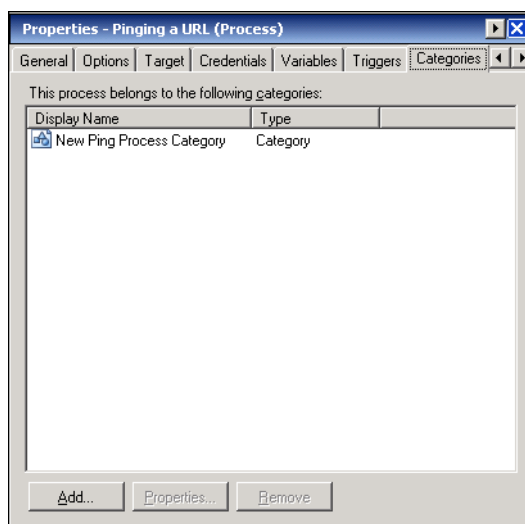 Properties - Pinging a URL (Process)
General Options Target Credentials Variables Triggers Categories
This process belongs to the following categories:
Display Name Type
New Ping Process Category Category
Add... Properties... Remove